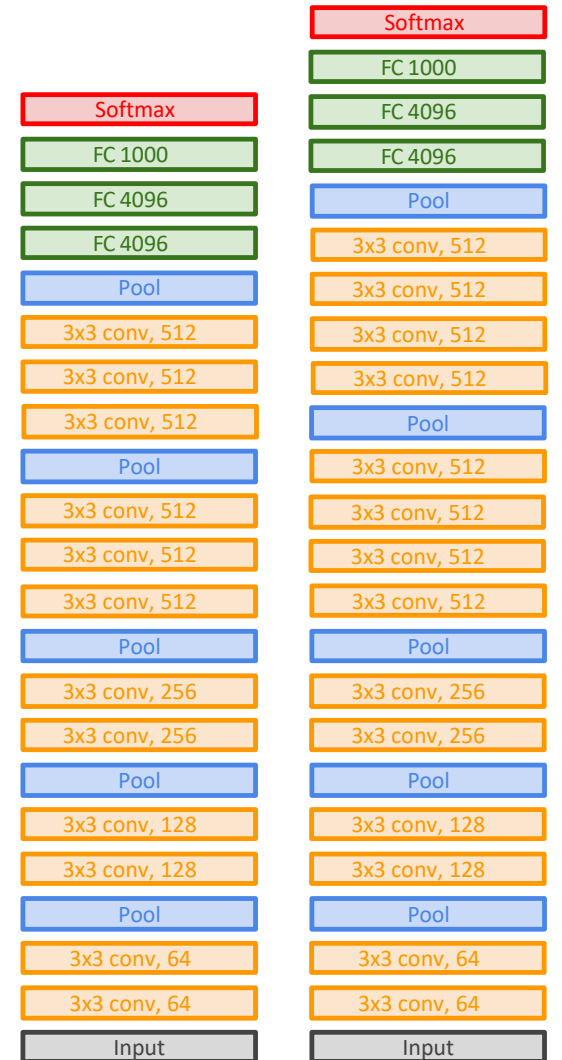 Softmax
FC 1000
FC 4096
FC 4096
Pool
3x3 conv, 512
3x3 conv, 512
3x3 conv, 512
Pool
3x3 conv, 512
3x3 conv, 512
3x3 conv, 512
Pool
3x3 conv, 256
3x3 conv, 256
Pool
3x3 conv, 128
3x3 conv, 128
Pool
3x3 conv, 64
3x3 conv, 64
Input
Softmax
FC 1000
FC 4096
FC 4096
Pool
3x3 conv, 512
3x3 conv, 512
3x3 conv, 512
3x3 conv, 512
Pool
3x3 conv, 512
3x3 conv, 512
3x3 conv, 512
3x3 conv, 512
Pool
3x3 conv, 256
3x3 conv, 256
Pool
3x3 conv, 128
3x3 conv, 128
Pool
3x3 conv, 64
3x3 conv, 64
Input